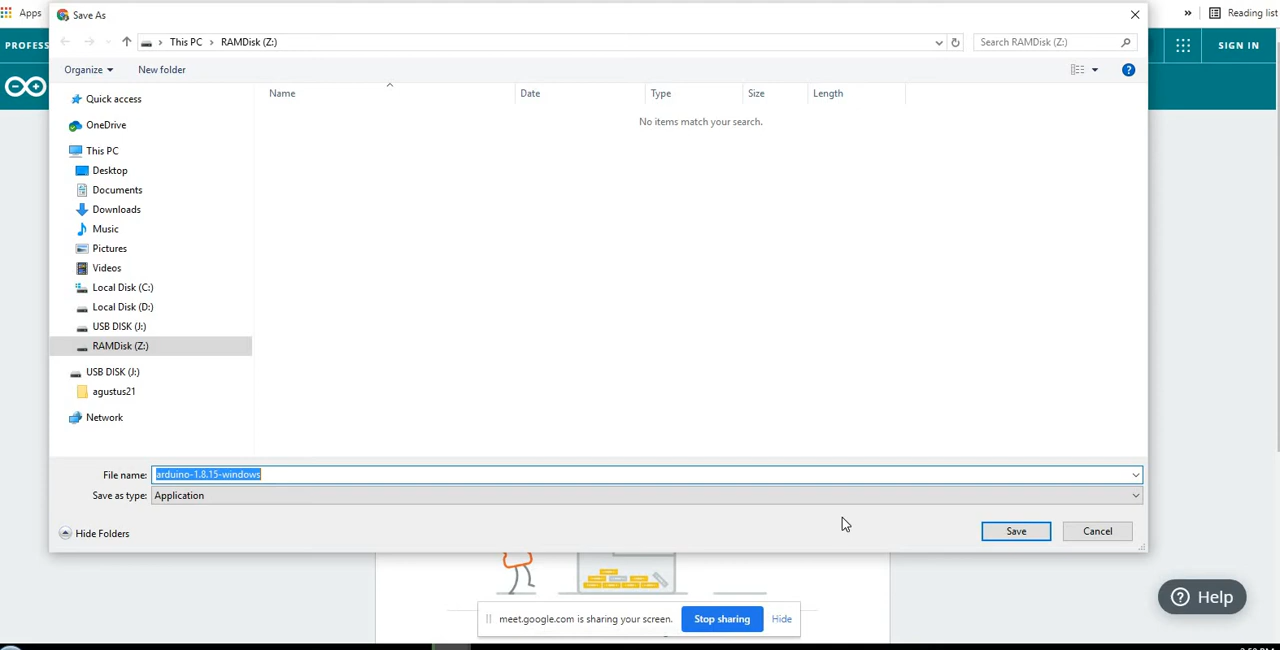 Apps
Save As
»
Reading list
PROFESS
This PC
RAMDisk (Z:)
Search RAMDisk (Z:)
SIGN IN
Organize
New folder
?
Name
Date
Type
Size
Length
No items match your search.
Quick access
OneDrive
This PC
Desktop
Documents
Downloads
Music
Pictures
Videos
Local Disk (C:)
Local Disk (D:)
USB DISK (J:)
RAMDisk (Z:)
USB DISK (J:)
agustus21
Network
File name:
arduino-1.8.15-windows
Save as type:
Application
Hide Folders
Save
Cancel
? Help
meet.google.com is sharing your screen.
Stop sharing
Hide